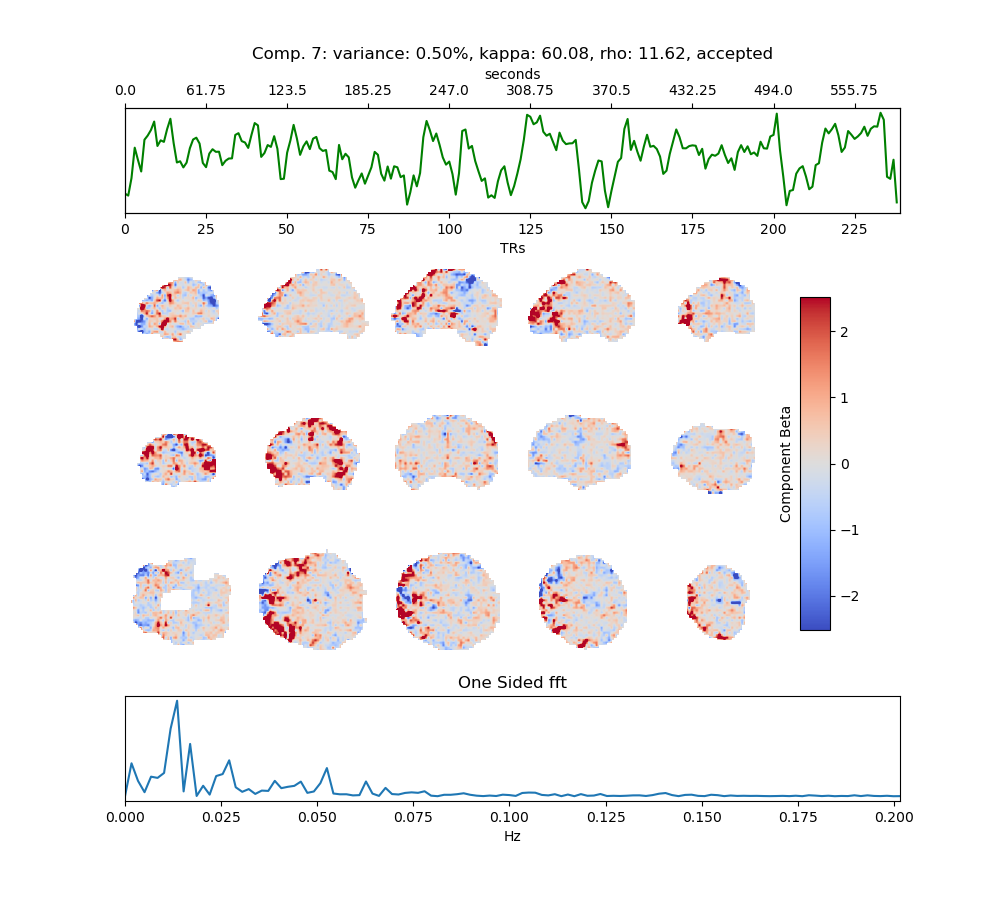 Comp. 7: variance: 0.50%, kappa: 60.08, rho: 11.62, accepted
seconds
0.0 61.75 123.5 185.25 247.0 308.75 370.5 432.25 494.0 555.75
0 25 50 75 100 125 150 175 200 225
TRs
2
1
0
−1
−2
Component Beta
One Sided fft
0.000 0.025 0.050 0.075 0.100 0.125 0.150 0.175 0.200
Hz